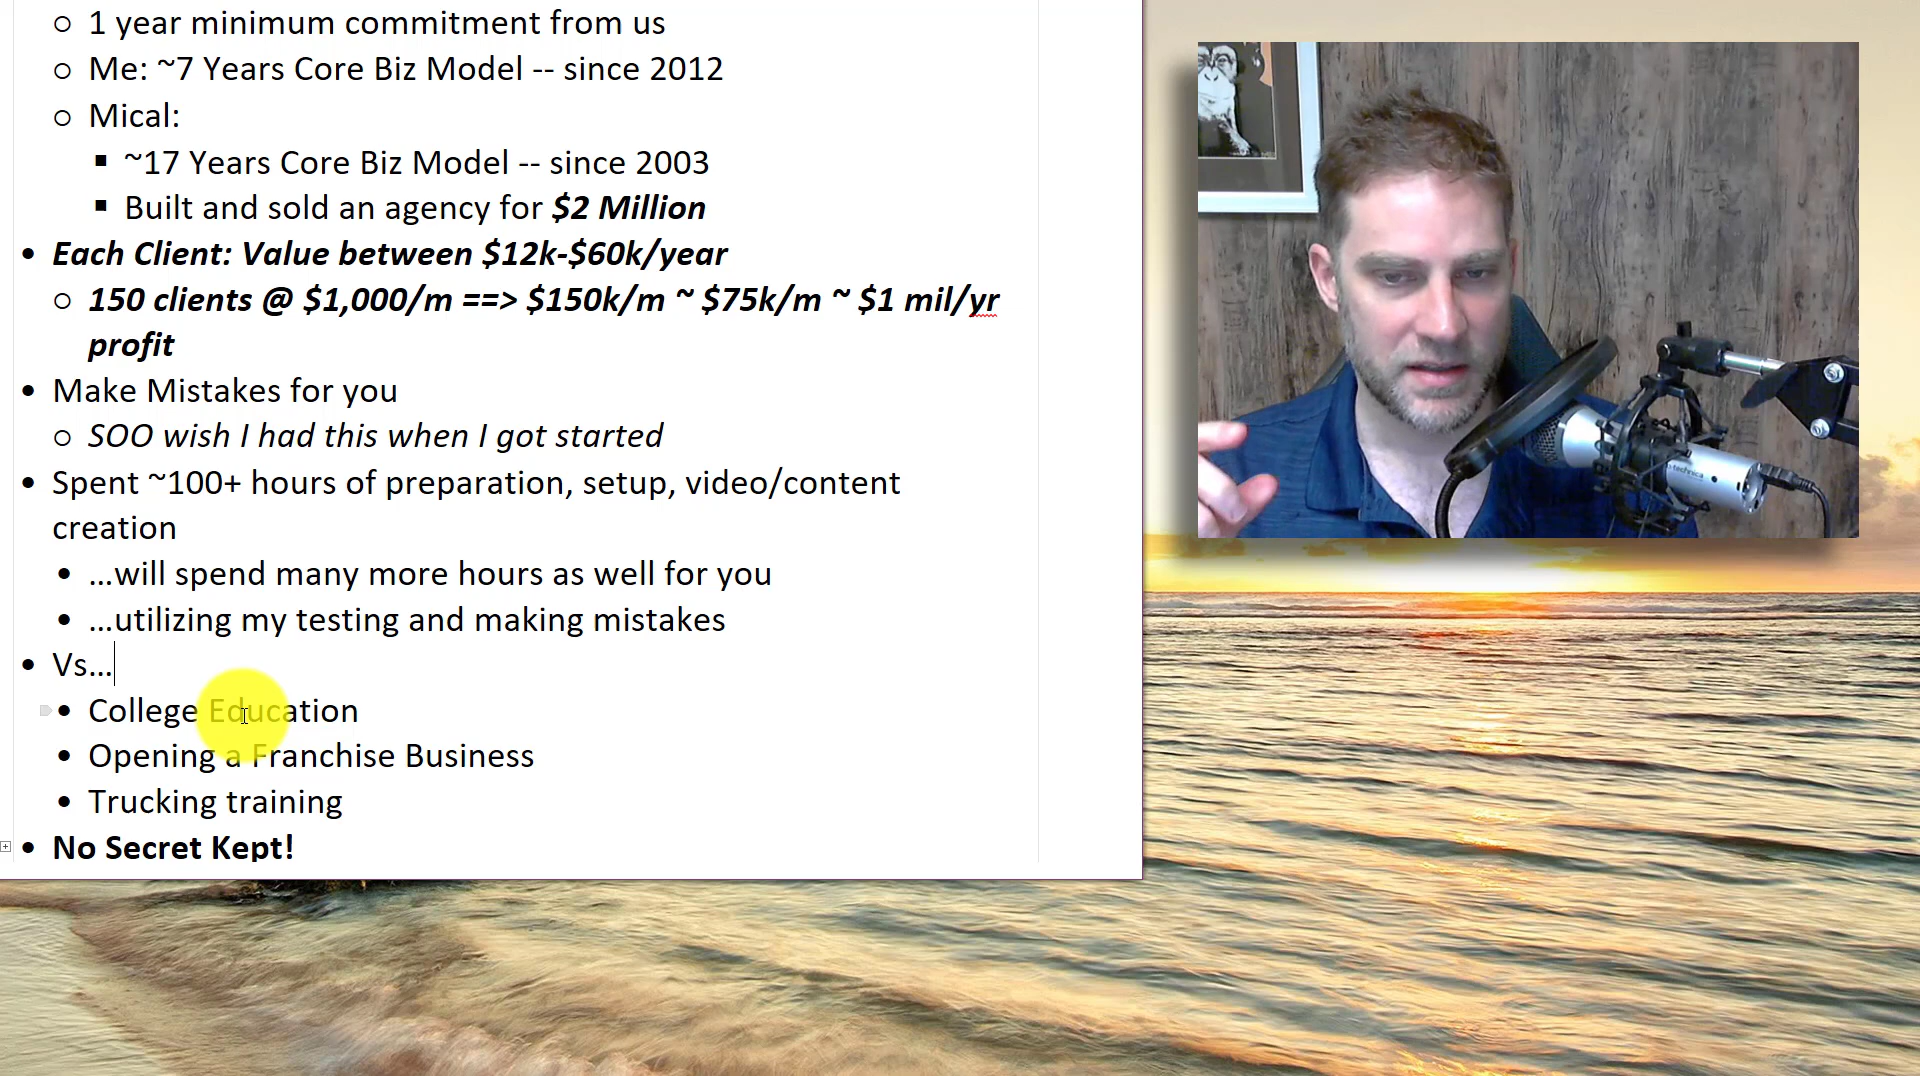 ○ 1 year minimum commitment from us
○ Me: ~7 Years Core Biz Model -- since 2012
○ Mical:
▪ ~17 Years Core Biz Model -- since 2003
▪ Built and sold an agency for $2 Million
• Each Client: Value between $12k-$60k/year
○ 150 clients @ $1,000/m ==> $150k/m ~ $75k/m ~ $1 mil/yr
profit
• Make Mistakes for you
○ SOO wish I had this when I got started
• Spent ~100+ hours of preparation, setup, video/content
creation
• ...will spend many more hours as well for you
• ...utilizing my testing and making mistakes
• Vs...
• College Education
• Opening a Franchise Business
• Trucking training
• No Secret Kept!